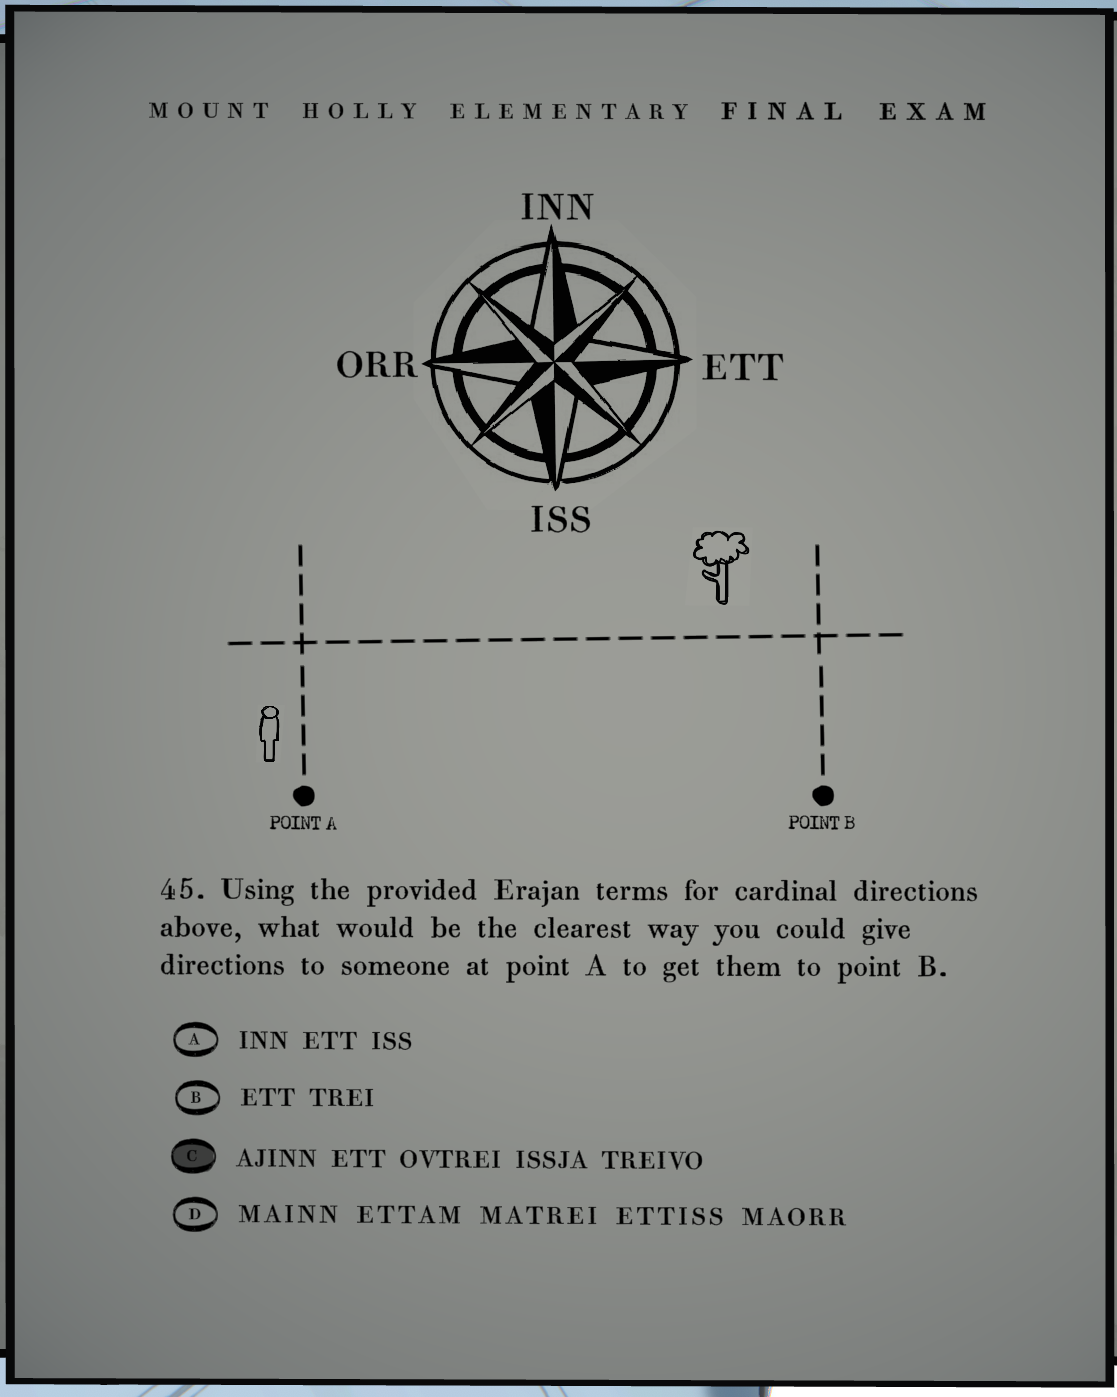 MOUNT HOLLY ELEMENTARY FINAL EXAM
INN
ORR
ETT
ISS
POINT A
POINT B
45. Using the provided Erajan terms for cardinal directions
above, what would be the clearest way you could give
directions to someone at point A to get them to point B.
A INN ETT ISS
B ETT TREI
C AJINN ETT OVTREI ISSJA TREIVO
D MAINN ETTAM MATREI ETTISS MAORR